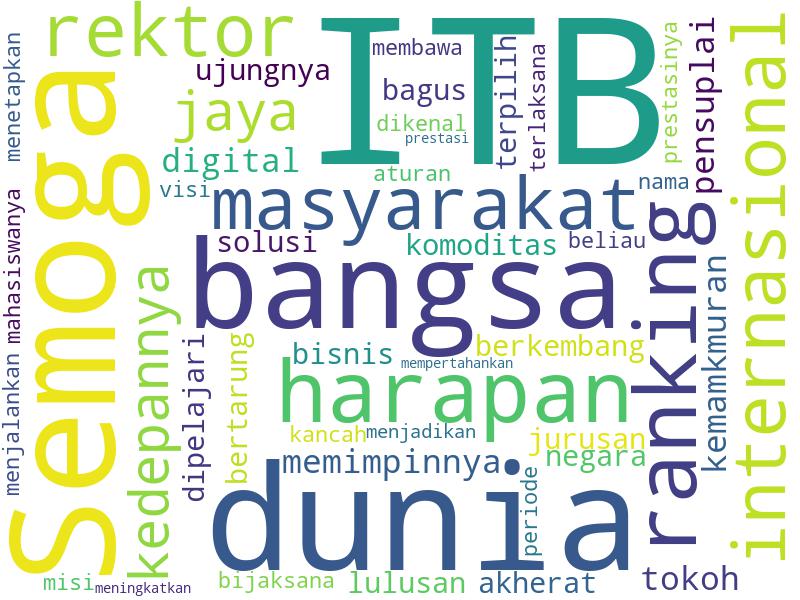 rektor
ITB
membawa
ujungnya
bagus
terpilih
terlaksana
prestasinya
pensuplai
internasional
menetapkan
Semoga
jaya
dikenal
prestasi
digital
aturan
visi
masyarakat
nama
mahasiswanya
solusi
komoditas
beliau
bangsa
ranking
kemamkmuran
kedepannya
dipelajari
bertarung
bisnis
berkembang
mempertahankan
harapan
menjalankan
kancah
menjadikan
jurusan
memimpinnya
negara
dunia
periode
misi
meningkatkan
bijaksana
lulusan
akherat
tokoh